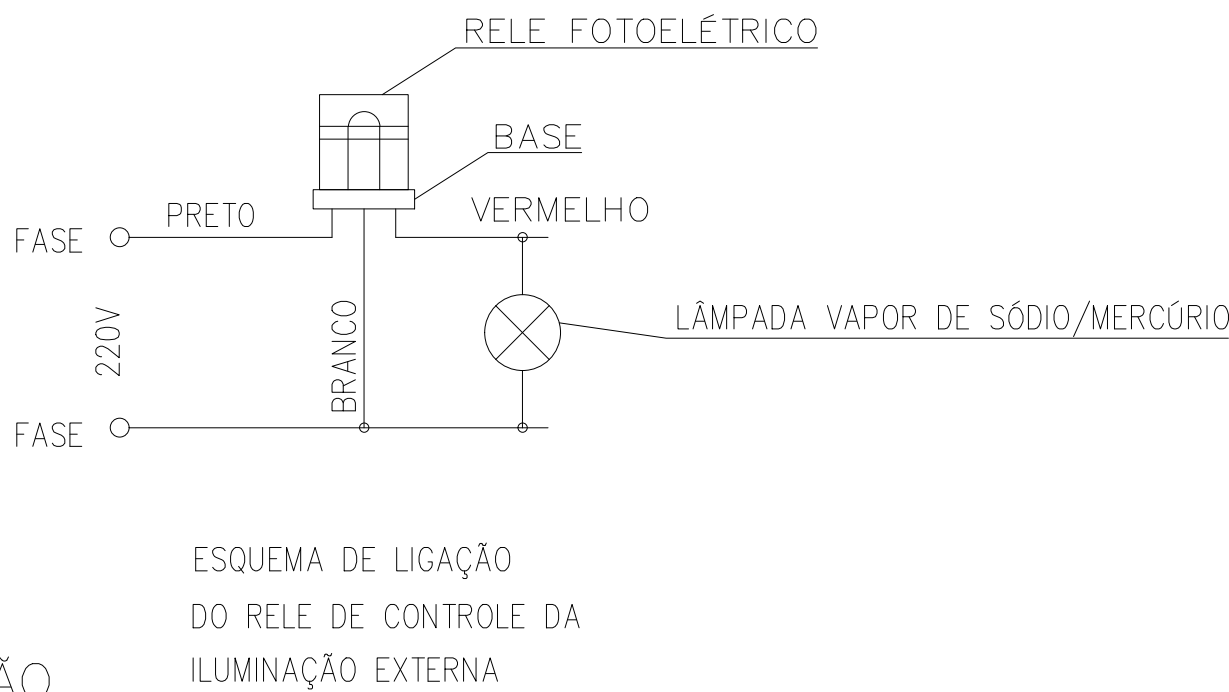 RELE FOTOELÉTRICO
BASE
PRETO
VERMELHO
FASE
220V
BRANCO
LÂMPADA VAPOR DE SÓDIO/MERCÚRIO
FASE
ESQUEMA DE LIGAÇÃO
DO RELE DE CONTROLE DA
ILUMINAÇÃO EXTERNA
ÃO